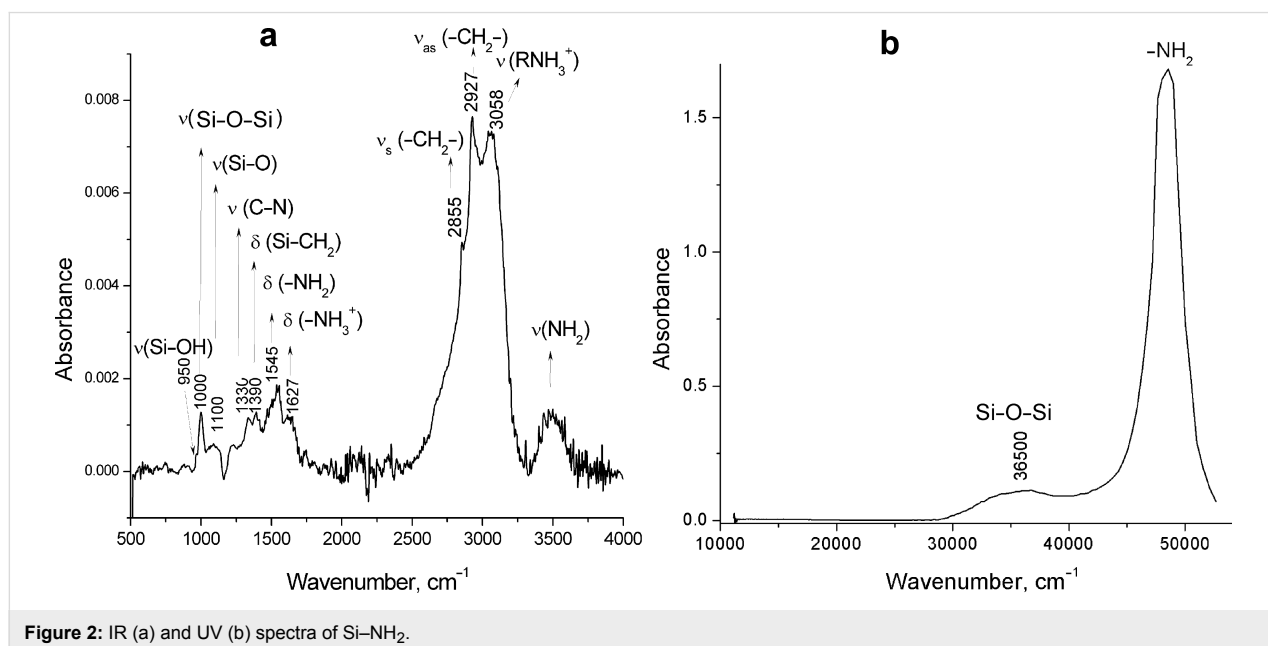 a
ν(Si–O–Si)
ν(Si–O)
ν (C–N)
δ (Si–CH₂)
δ (–NH₂)
δ (–NH₃⁺)
ν(Si–OH)
950
1000
1100
1330
1390
1545
1627
νₛ (–CH₂–)
2855
νₐₛ (–CH₂–)
2927
ν(RNH₃⁺)
3058
ν(NH₂)
Absorbance
0.008
0.006
0.004
0.002
0.000
500 1000 1500 2000 2500 3000 3500 4000
Wavenumber, cm⁻¹
b
–NH₂
Si–O–Si
36500
Absorbance
1.5
1.0
0.5
0.0
10000 20000 30000 40000 50000
Wavenumber, cm⁻¹
Figure 2: IR (a) and UV (b) spectra of Si–NH₂.